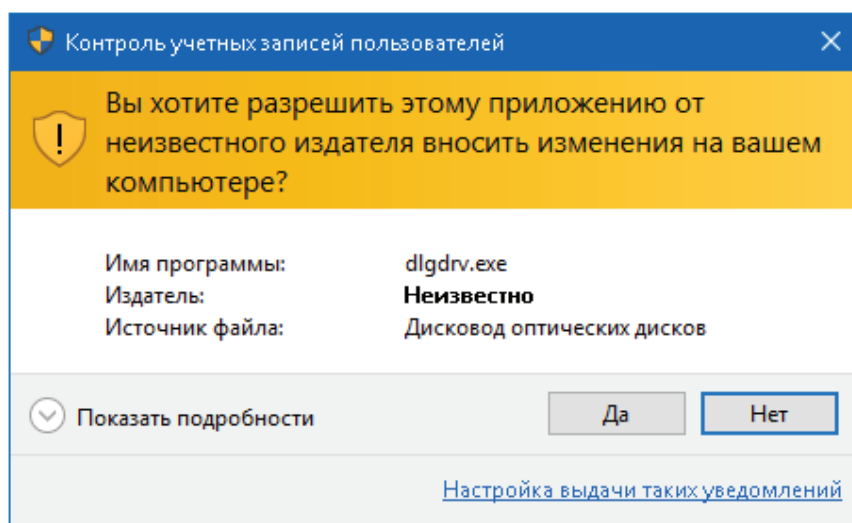 Контроль учетных записей пользователей
Вы хотите разрешить этому приложению от
неизвестного издателя вносить изменения на вашем
компьютере?
Имя программы: dlgdrv.exe
Издатель: Неизвестно
Источник файла: Дисковод оптических дисков
Показать подробности Да Нет
Настройка выдачи таких уведомлений